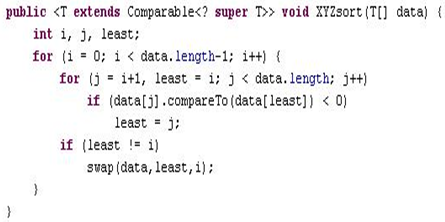 public <T extends Comparable<? super T>> void XYZsort(T[] data) {
    int i, j, least;
    for (i = 0; i < data.length-1; i++) {
        for (j = i+1, least = i; j < data.length; j++)
            if (data[j].compareTo(data[least]) < 0)
                least = j;
        if (least != i)
            swap(data,least,i);
    }
}